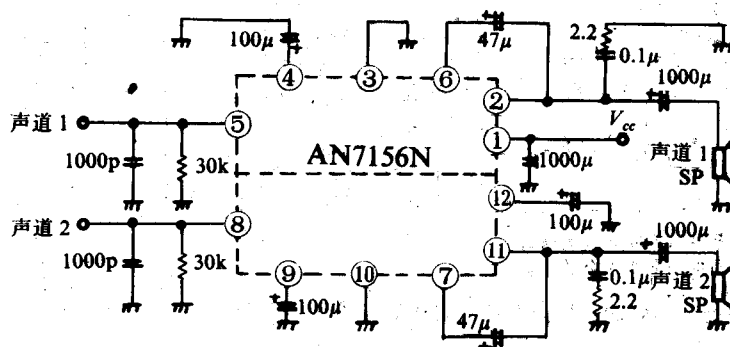 100μ
47μ
2.2
0.1μ
1000μ
④
③
⑥
②
声道 1
⑤
①
Vcc
AN7156N
1000μ
声道 1
SP
1000p
30k
⑫
100μ
声道 2
⑧
⑪
1000μ
1000p
30k
⑨
⑩
⑦
0.1μ
声道 2
SP
100μ
2.2
47μ